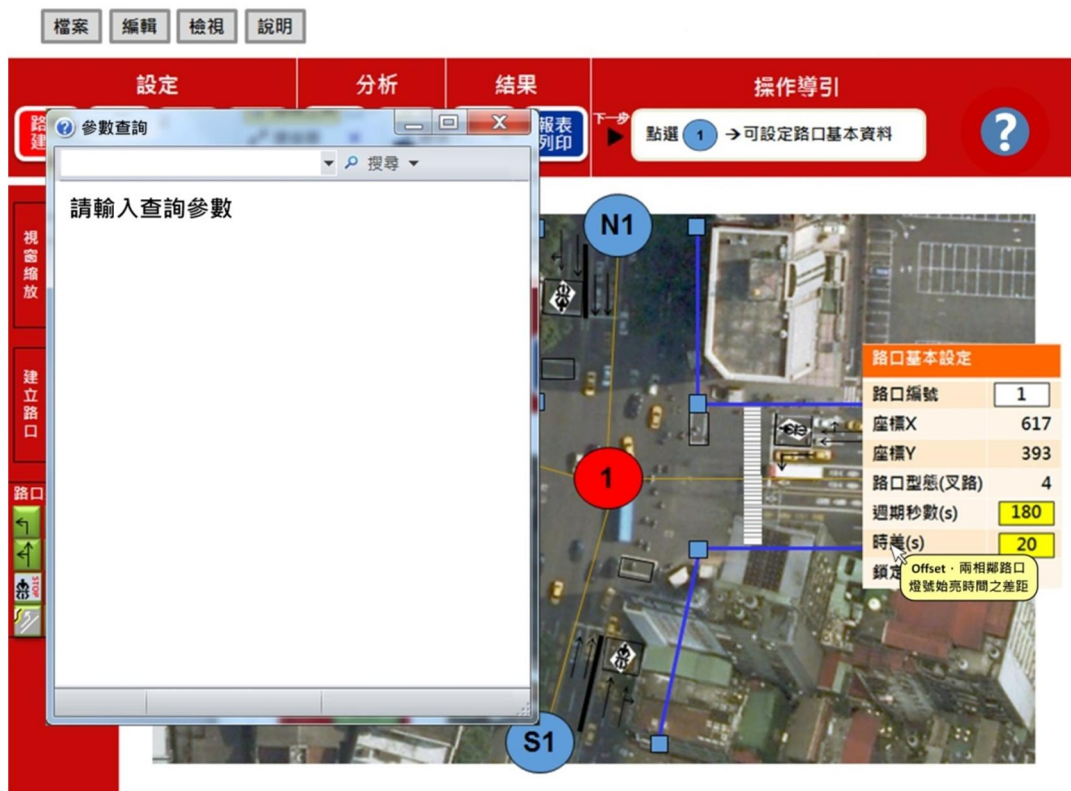 檔案 編輯 檢視 說明
設定 分析 結果 操作導引
報表
列印
下一步
點選 1 →可設定路口基本資料
?
參數查詢
搜尋
請輸入查詢參數
視窗縮放
建立路口
路口
STOP
N1
1
S1
路口基本設定
路口編號 1
座標X 617
座標Y 393
路口型態(叉路) 4
週期秒數(s) 180
時差(s) 20
鎖定
Offset，兩相鄰路口
燈號始亮時間之差距